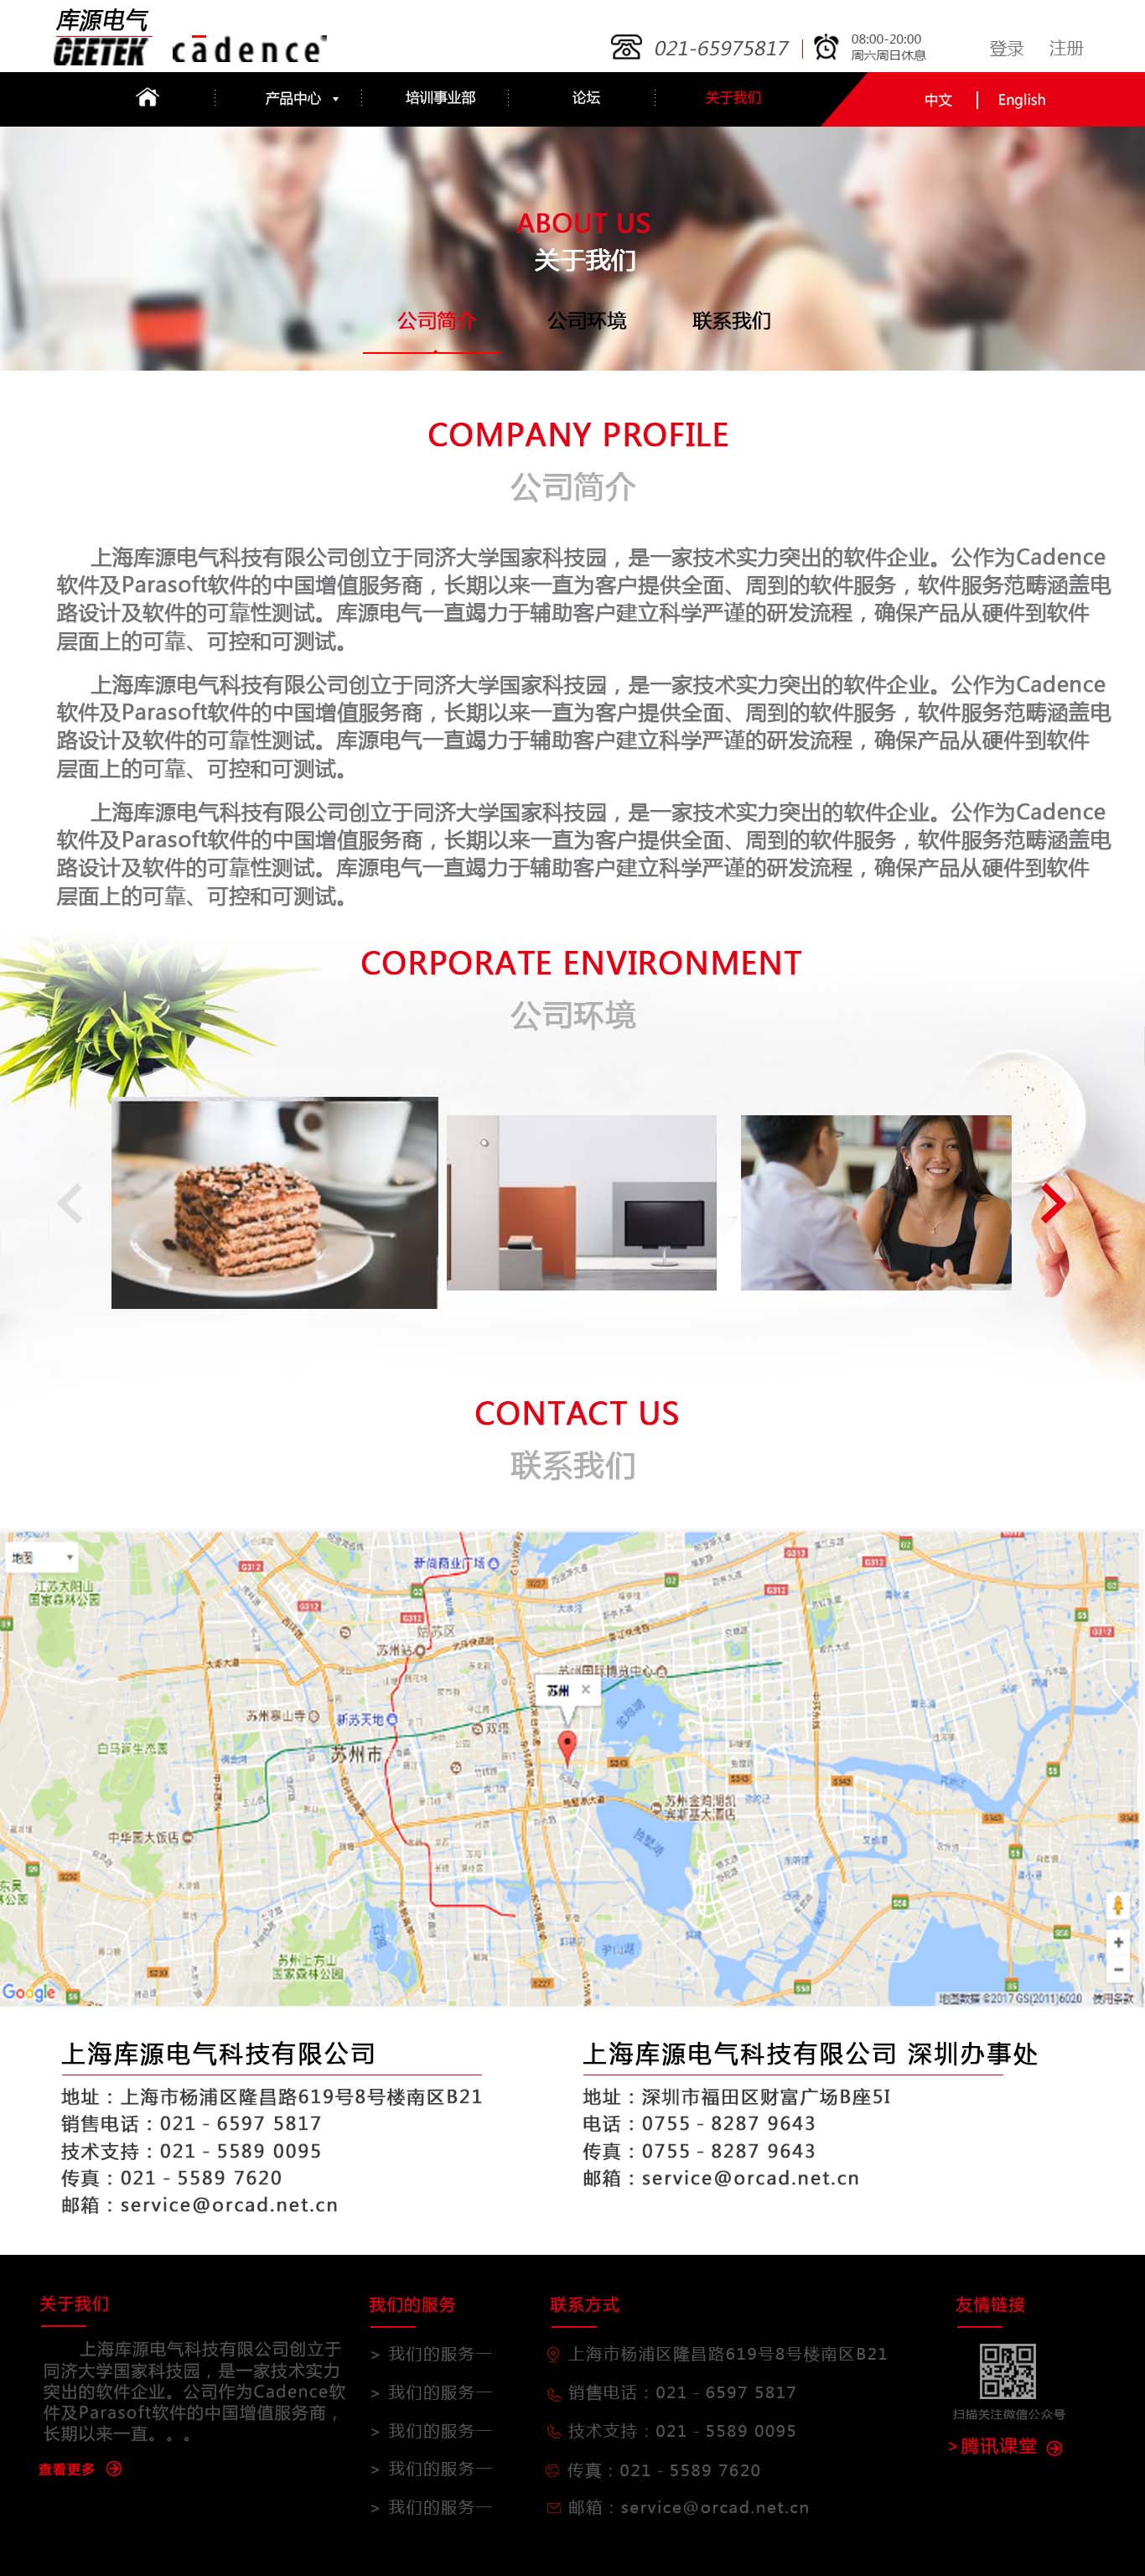 库源电气
CEETEK cadence
021-65975817
08:00-20:00
周六周日休息
登录 注册
产品中心 培训事业部 论坛 关于我们 中文 English
ABOUT US
关于我们
公司简介 公司环境 联系我们
COMPANY PROFILE
公司简介
上海库源电气科技有限公司创立于同济大学国家科技园，是一家技术实力突出的软件企业。公作为Cadence
软件及Parasoft软件的中国增值服务商，长期以来一直为客户提供全面、周到的软件服务，软件服务范畴涵盖电
路设计及软件的可靠性测试。库源电气一直竭力于辅助客户建立科学严谨的研发流程，确保产品从硬件到软件
层面上的可靠、可控和可测试。
上海库源电气科技有限公司创立于同济大学国家科技园，是一家技术实力突出的软件企业。公作为Cadence
软件及Parasoft软件的中国增值服务商，长期以来一直为客户提供全面、周到的软件服务，软件服务范畴涵盖电
路设计及软件的可靠性测试。库源电气一直竭力于辅助客户建立科学严谨的研发流程，确保产品从硬件到软件
层面上的可靠、可控和可测试。
上海库源电气科技有限公司创立于同济大学国家科技园，是一家技术实力突出的软件企业。公作为Cadence
软件及Parasoft软件的中国增值服务商，长期以来一直为客户提供全面、周到的软件服务，软件服务范畴涵盖电
路设计及软件的可靠性测试。库源电气一直竭力于辅助客户建立科学严谨的研发流程，确保产品从硬件到软件
层面上的可靠、可控和可测试。
CORPORATE ENVIRONMENT
公司环境
CONTACT US
联系我们
地图
新尚商业广场
江苏大阳山
国家森林公园
姑苏区
苏州站
苏州国际博览中心
苏州
金鸡湖
苏州寒山寺
新苏天地
双塔
白马涧生态园
苏州市
苏州金鸡湖凯
宾斯基大酒店
中华园大饭店
独墅湖
石湖
苏州上方山
国家森林公园
Google
地图数据 ©2017 GS(2011)6020 使用条款
上海库源电气科技有限公司
地址：上海市杨浦区隆昌路619号8号楼南区B21
销售电话：021 - 6597 5817
技术支持：021 - 5589 0095
传真：021 - 5589 7620
邮箱：service@orcad.net.cn
上海库源电气科技有限公司 深圳办事处
地址：深圳市福田区财富广场B座5I
电话：0755 - 8287 9643
传真：0755 - 8287 9643
邮箱：service@orcad.net.cn
关于我们
上海库源电气科技有限公司创立于
同济大学国家科技园，是一家技术实力
突出的软件企业。公司作为Cadence软
件及Parasoft软件的中国增值服务商，
长期以来一直。。。
查看更多
我们的服务
> 我们的服务一
> 我们的服务一
> 我们的服务一
> 我们的服务一
> 我们的服务一
联系方式
上海市杨浦区隆昌路619号8号楼南区B21
销售电话：021 - 6597 5817
技术支持：021 - 5589 0095
传真：021 - 5589 7620
邮箱：service@orcad.net.cn
友情链接
扫描关注微信公众号
>腾讯课堂